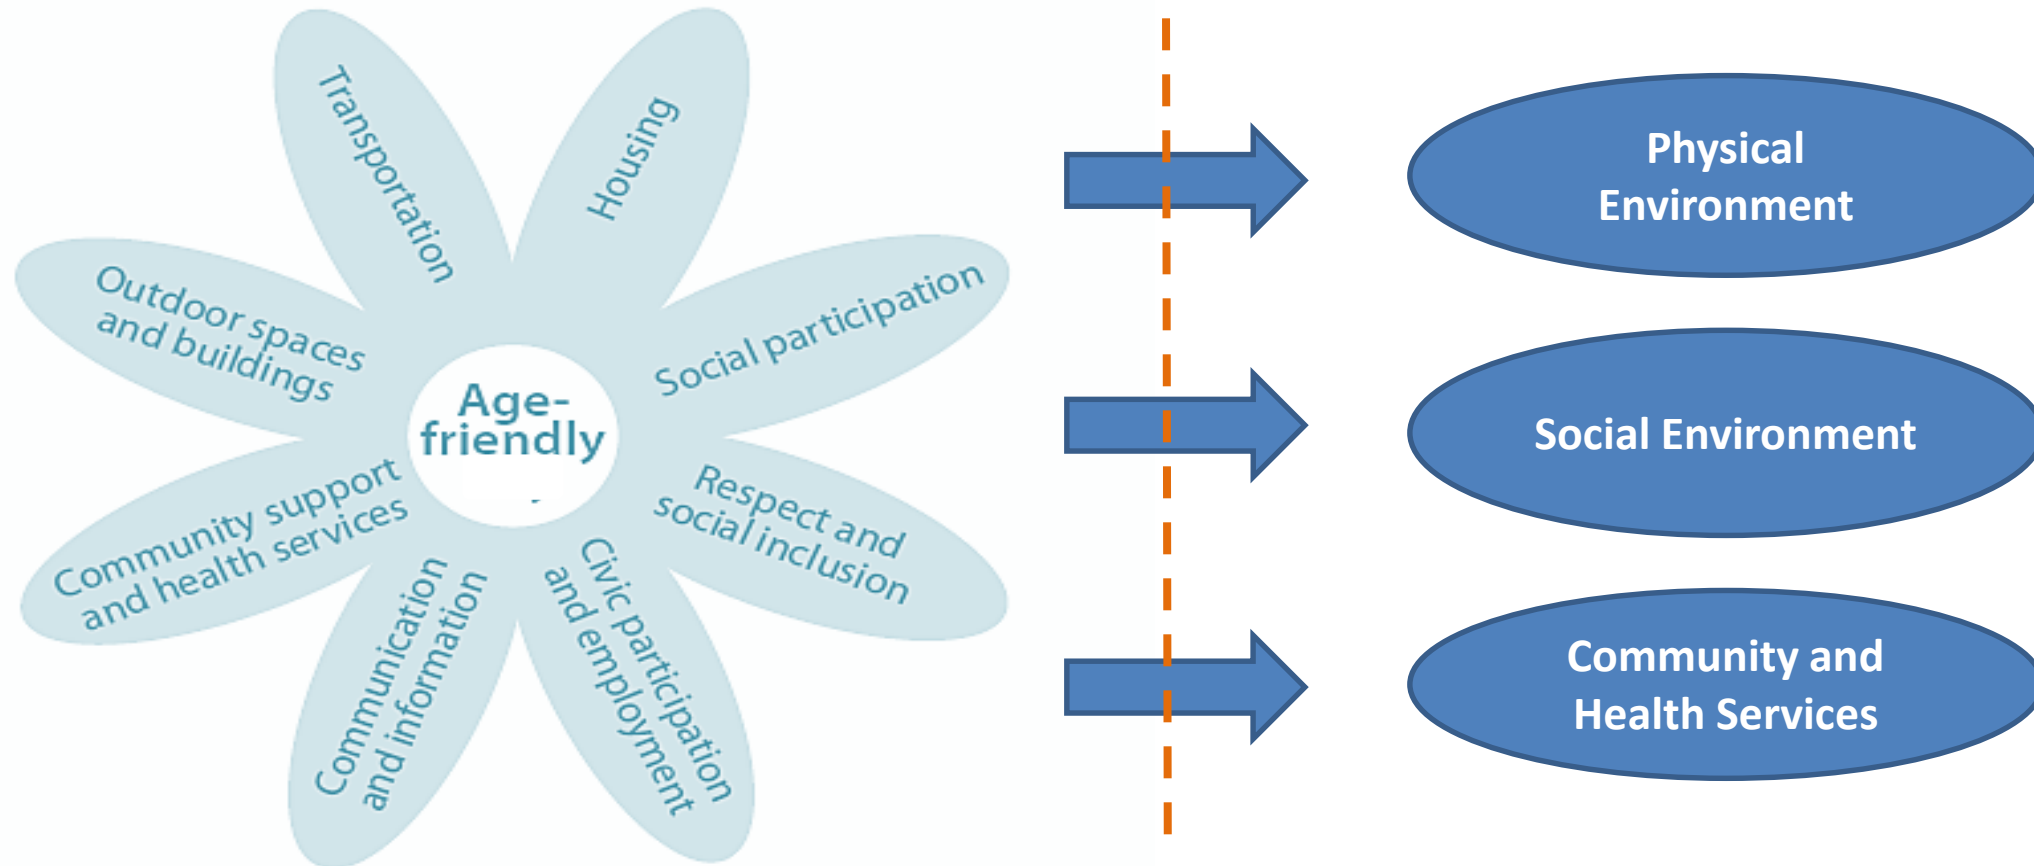 Transportation
Housing
Outdoor spaces
and buildings
Social participation
Age-
friendly
Community support
and health services
Respect and
social inclusion
Communication
and information
Civic participation
and employment
Physical
Environment
Social Environment
Community and
Health Services